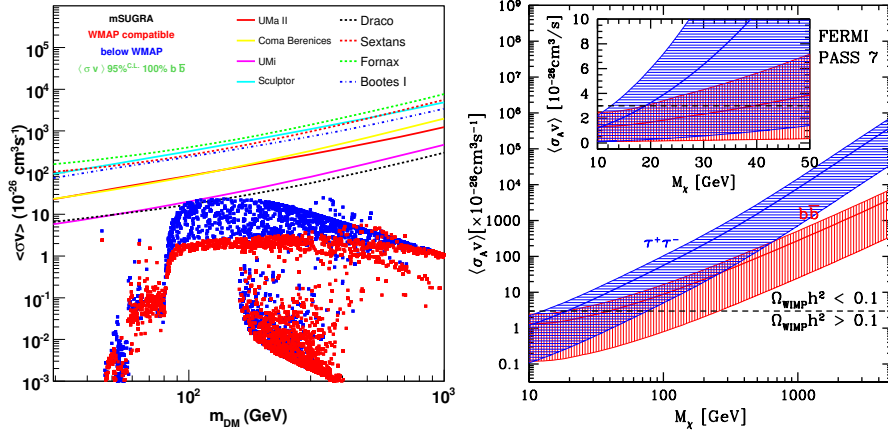 mSUGRA
WMAP compatible
below WMAP
⟨σ v⟩ 95%^C.L. 100% b b̄
UMa II
Coma Berenices
UMi
Sculptor
Draco
Sextans
Fornax
Bootes I
<σv> (10⁻²⁶ cm³s⁻¹)
10⁶
10⁵
10⁴
10³
10²
10
1
10⁻¹
10⁻²
10⁻³
10²
10³
m_DM (GeV)
⟨σ_A v⟩[×10⁻²⁶cm³s−1]
10⁹
10⁸
10⁷
10⁶
10⁵
10⁴
1000
100
10
1
0.1
10
100
1000
M_χ [GeV]
⟨σ_A v⟩ [10⁻²⁶cm³/s]
10
8
6
4
2
0
10
20
30
40
50
M_χ [GeV]
FERMI
PASS 7
τ⁺τ⁻
bb̄
Ω_WIMP h² < 0.1
Ω_WIMP h² > 0.1